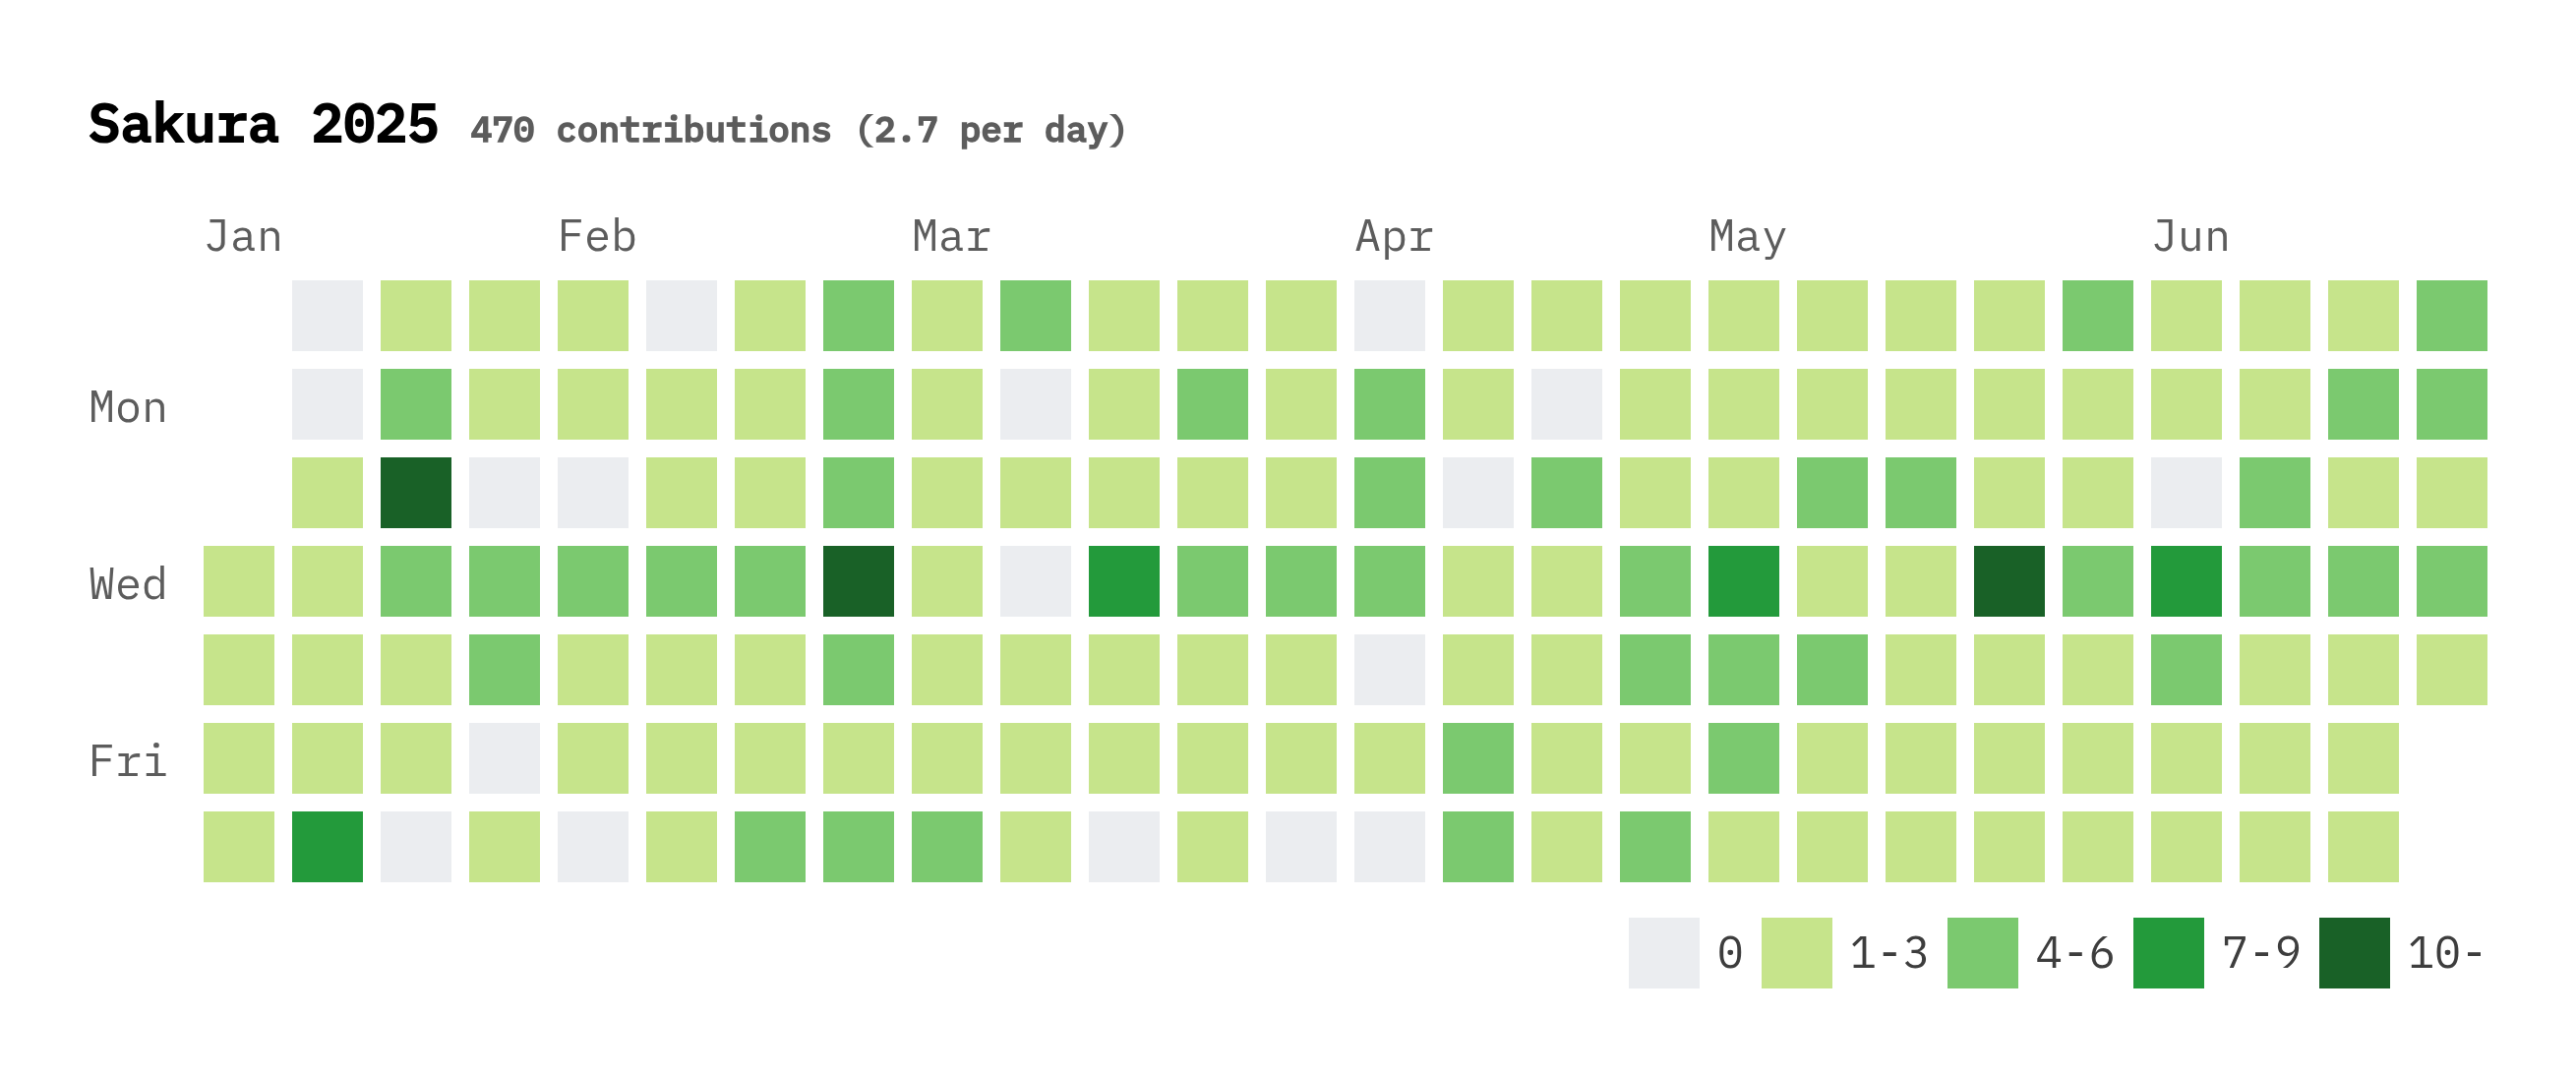 Sakura 2025 470 contributions (2.7 per day)
Jan Feb Mar Apr May Jun
Mon
Wed
Fri
0 1-3 4-6 7-9 10-